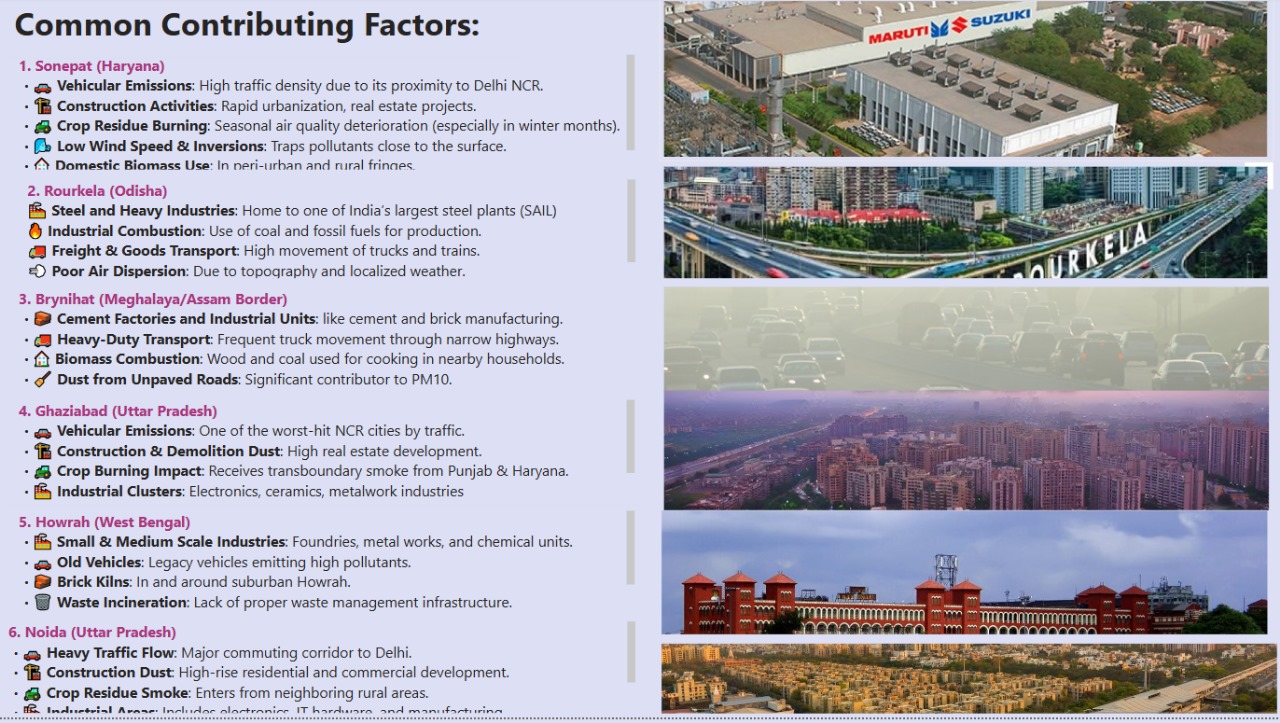 Common Contributing Factors:
1. Sonepat (Haryana)
• Vehicular Emissions: High traffic density due to its proximity to Delhi NCR.
• Construction Activities: Rapid urbanization, real estate projects.
• Crop Residue Burning: Seasonal air quality deterioration (especially in winter months).
• Low Wind Speed & Inversions: Traps pollutants close to the surface.
• Domestic Biomass Use: In peri-urban and rural fringes.
2. Rourkela (Odisha)
Steel and Heavy Industries: Home to one of India's largest steel plants (SAIL)
Industrial Combustion: Use of coal and fossil fuels for production.
Freight & Goods Transport: High movement of trucks and trains.
Poor Air Dispersion: Due to topography and localized weather.
3. Brynihat (Meghalaya/Assam Border)
• Cement Factories and Industrial Units: like cement and brick manufacturing.
• Heavy-Duty Transport: Frequent truck movement through narrow highways.
• Biomass Combustion: Wood and coal used for cooking in nearby households.
• Dust from Unpaved Roads: Significant contributor to PM10.
4. Ghaziabad (Uttar Pradesh)
• Vehicular Emissions: One of the worst-hit NCR cities by traffic.
• Construction & Demolition Dust: High real estate development.
• Crop Burning Impact: Receives transboundary smoke from Punjab & Haryana.
• Industrial Clusters: Electronics, ceramics, metalwork industries
5. Howrah (West Bengal)
• Small & Medium Scale Industries: Foundries, metal works, and chemical units.
• Old Vehicles: Legacy vehicles emitting high pollutants.
• Brick Kilns: In and around suburban Howrah.
• Waste Incineration: Lack of proper waste management infrastructure.
6. Noida (Uttar Pradesh)
• Heavy Traffic Flow: Major commuting corridor to Delhi.
• Construction Dust: High-rise residential and commercial development.
• Crop Residue Smoke: Enters from neighboring rural areas.
• Industrial Areas: Includes electronics, IT hardware, and manufacturing
MARUTI SUZUKI
ROURKELA